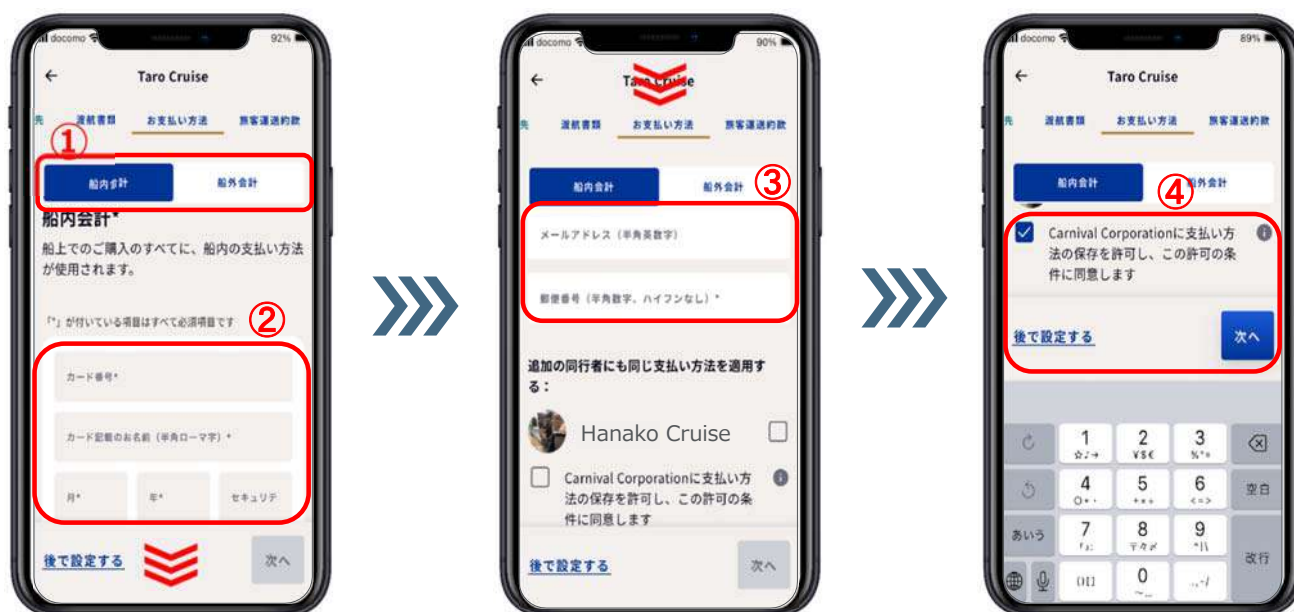 docomo
92%
Taro Cruise
先 渡航書類 お支払い方法 旅客運送約款
①
船内会計 船外会計
船内会計*
船上でのご購入のすべてに、船内の支払い方法
が使用されます。
「*」が付いている項目はすべて必須項目です
②
カード番号*
カード記載のお名前（半角ローマ字）*
月* 年* セキュリテ
後で設定する 次へ
docomo
90%
Taro Cruise
先 渡航書類 お支払い方法 旅客運送約款
船内会計 船外会計
③
メールアドレス（半角英数字）
郵便番号（半角数字、ハイフンなし）*
追加の同行者にも同じ支払い方法を適用す
る：
Hanako Cruise
Carnival Corporationに支払い方
法の保存を許可し、この許可の条
件に同意します
後で設定する 次へ
docomo
89%
Taro Cruise
先 渡航書類 お支払い方法 旅客運送約款
船内会計 船外会計
④
Carnival Corporationに支払い方
法の保存を許可し、この許可の条
件に同意します
後で設定する 次へ
1 2 3
☆♪→ ¥$€
4 5 6 空白
あいう 7 8 9
改行
()[] 0 .,-/